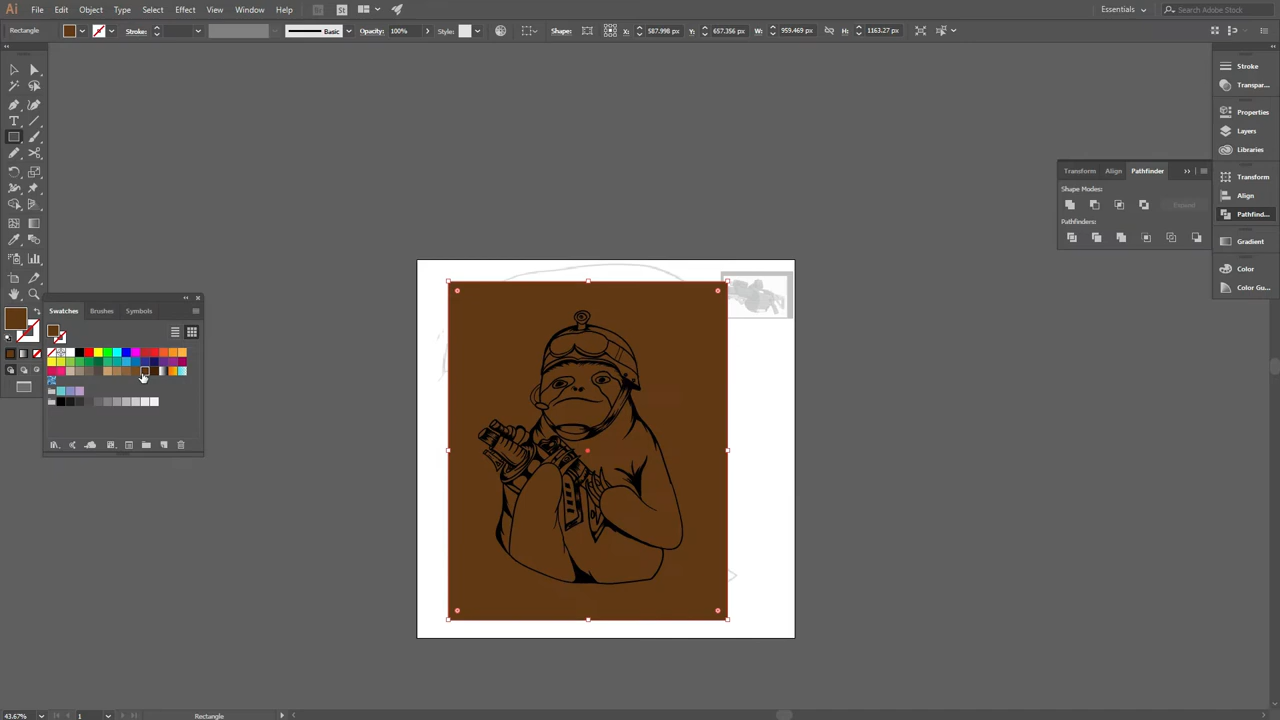 Ai File Edit Object Type Select Effect View Window Help Br St Essentials Search Adobe Stock
Rectangle Stroke: Basic Opacity: 100% Style: Shape: X: 587.998 px Y: 657.356 px W: 959.469 px H: 1163.27 px
Stroke
Transpar...
Properties
Layers
Libraries
Transform
Align
Pathfind...
Gradient
Color
Color Gu...
Transform Align Pathfinder
Shape Modes:
Expand
Pathfinders:
Swatches Brushes Symbols
43.67% 1 Rectangle